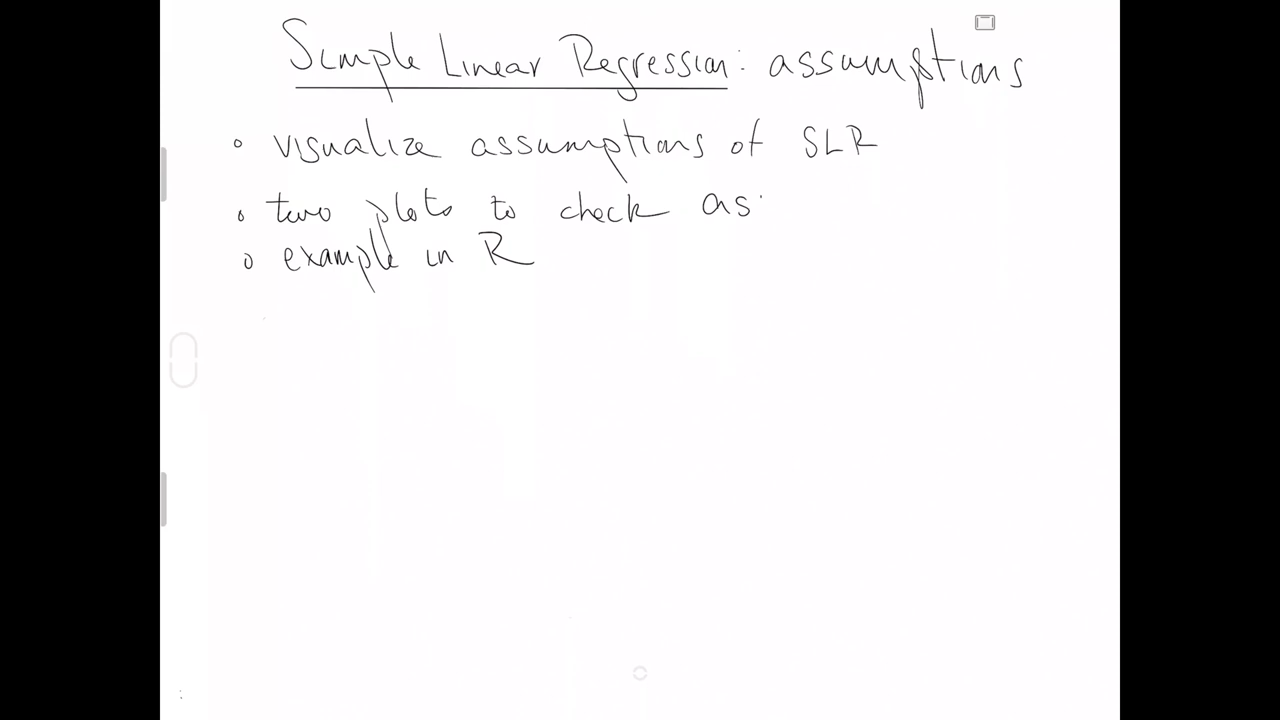 Simple Linear Regression: assumptions
◦ visualize assumptions of SLR
◦ two plots to check as.
◦ example in R